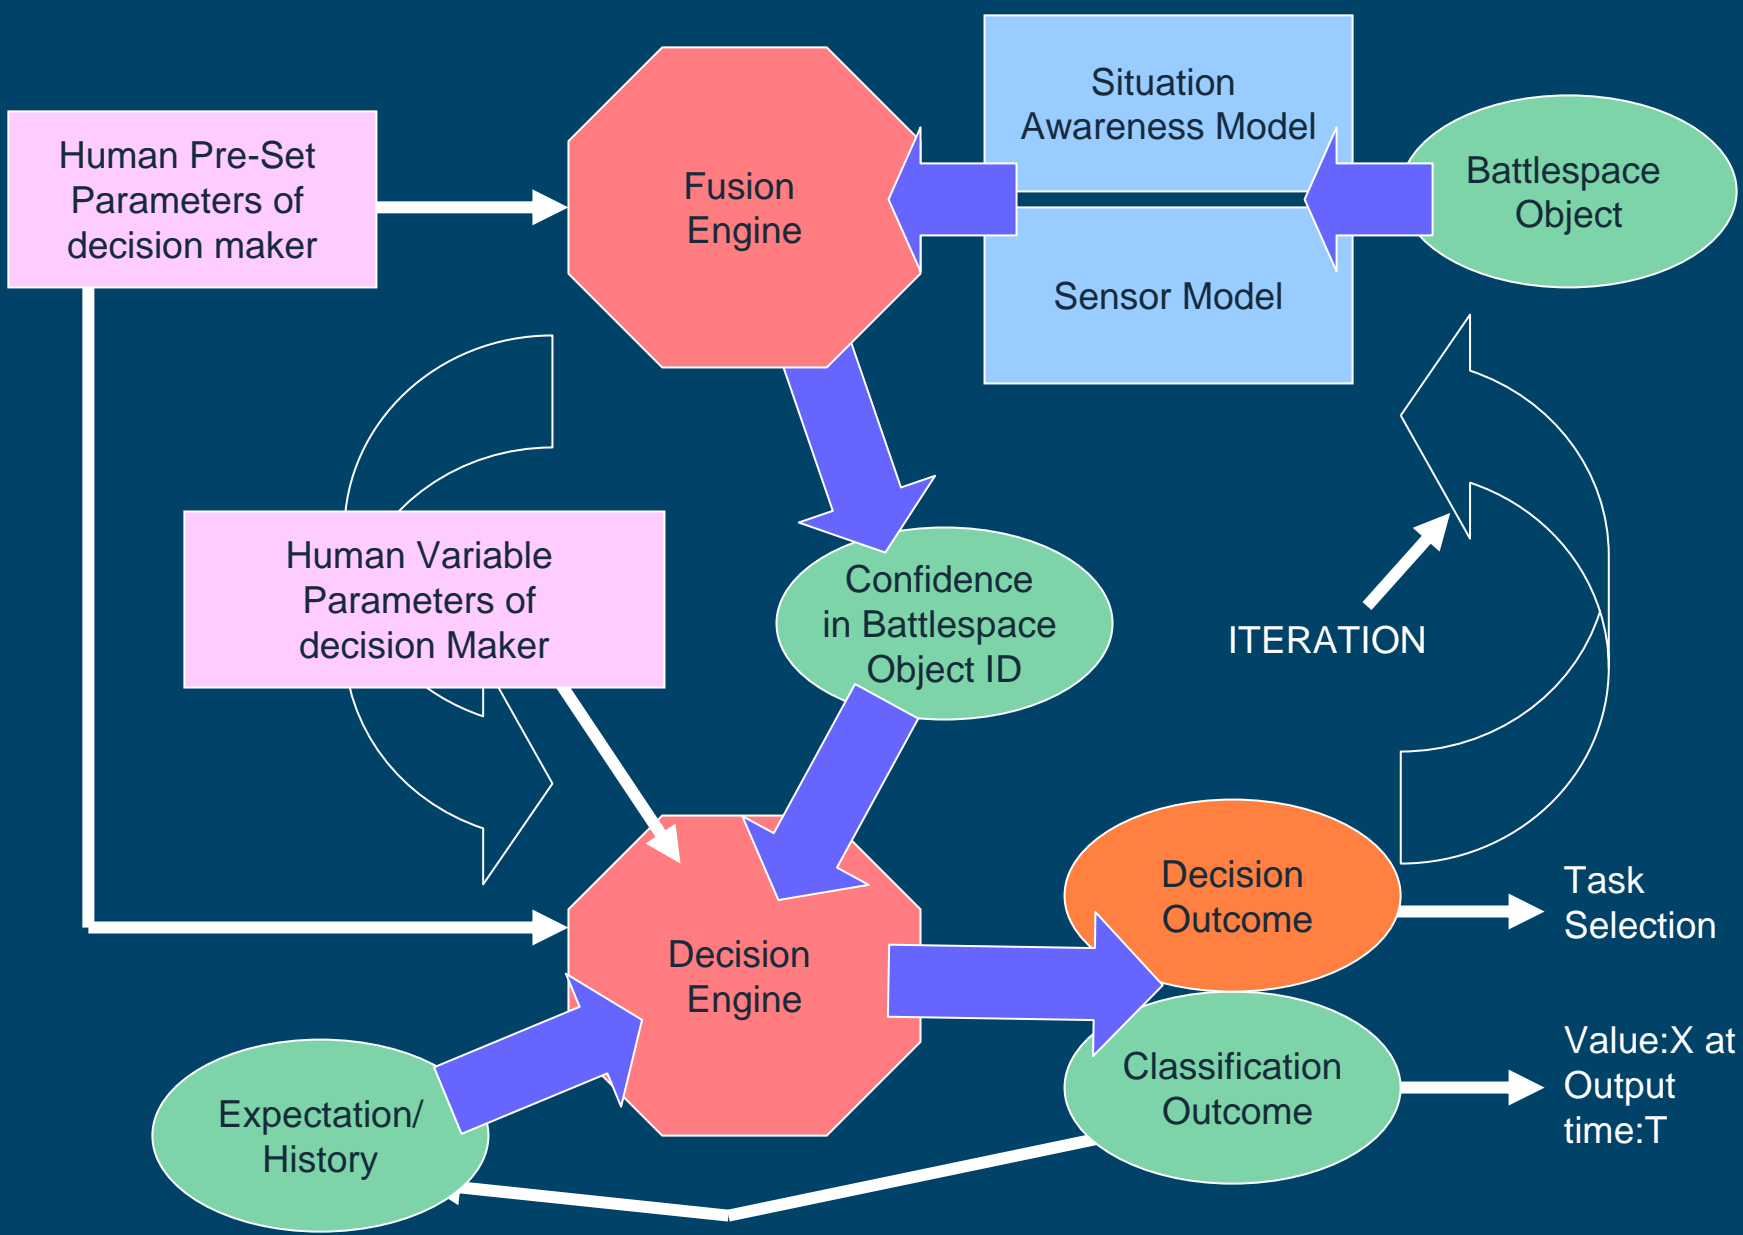 Situation
Awareness Model
Human Pre-Set
Parameters of
decision maker
Fusion
Engine
Battlespace
Object
Sensor Model
Human Variable
Parameters of
decision Maker
Confidence
in Battlespace
Object ID
ITERATION
Decision
Outcome
Task
Selection
Decision
Engine
Classification
Outcome
Value:X at
Output
time:T
Expectation/
History